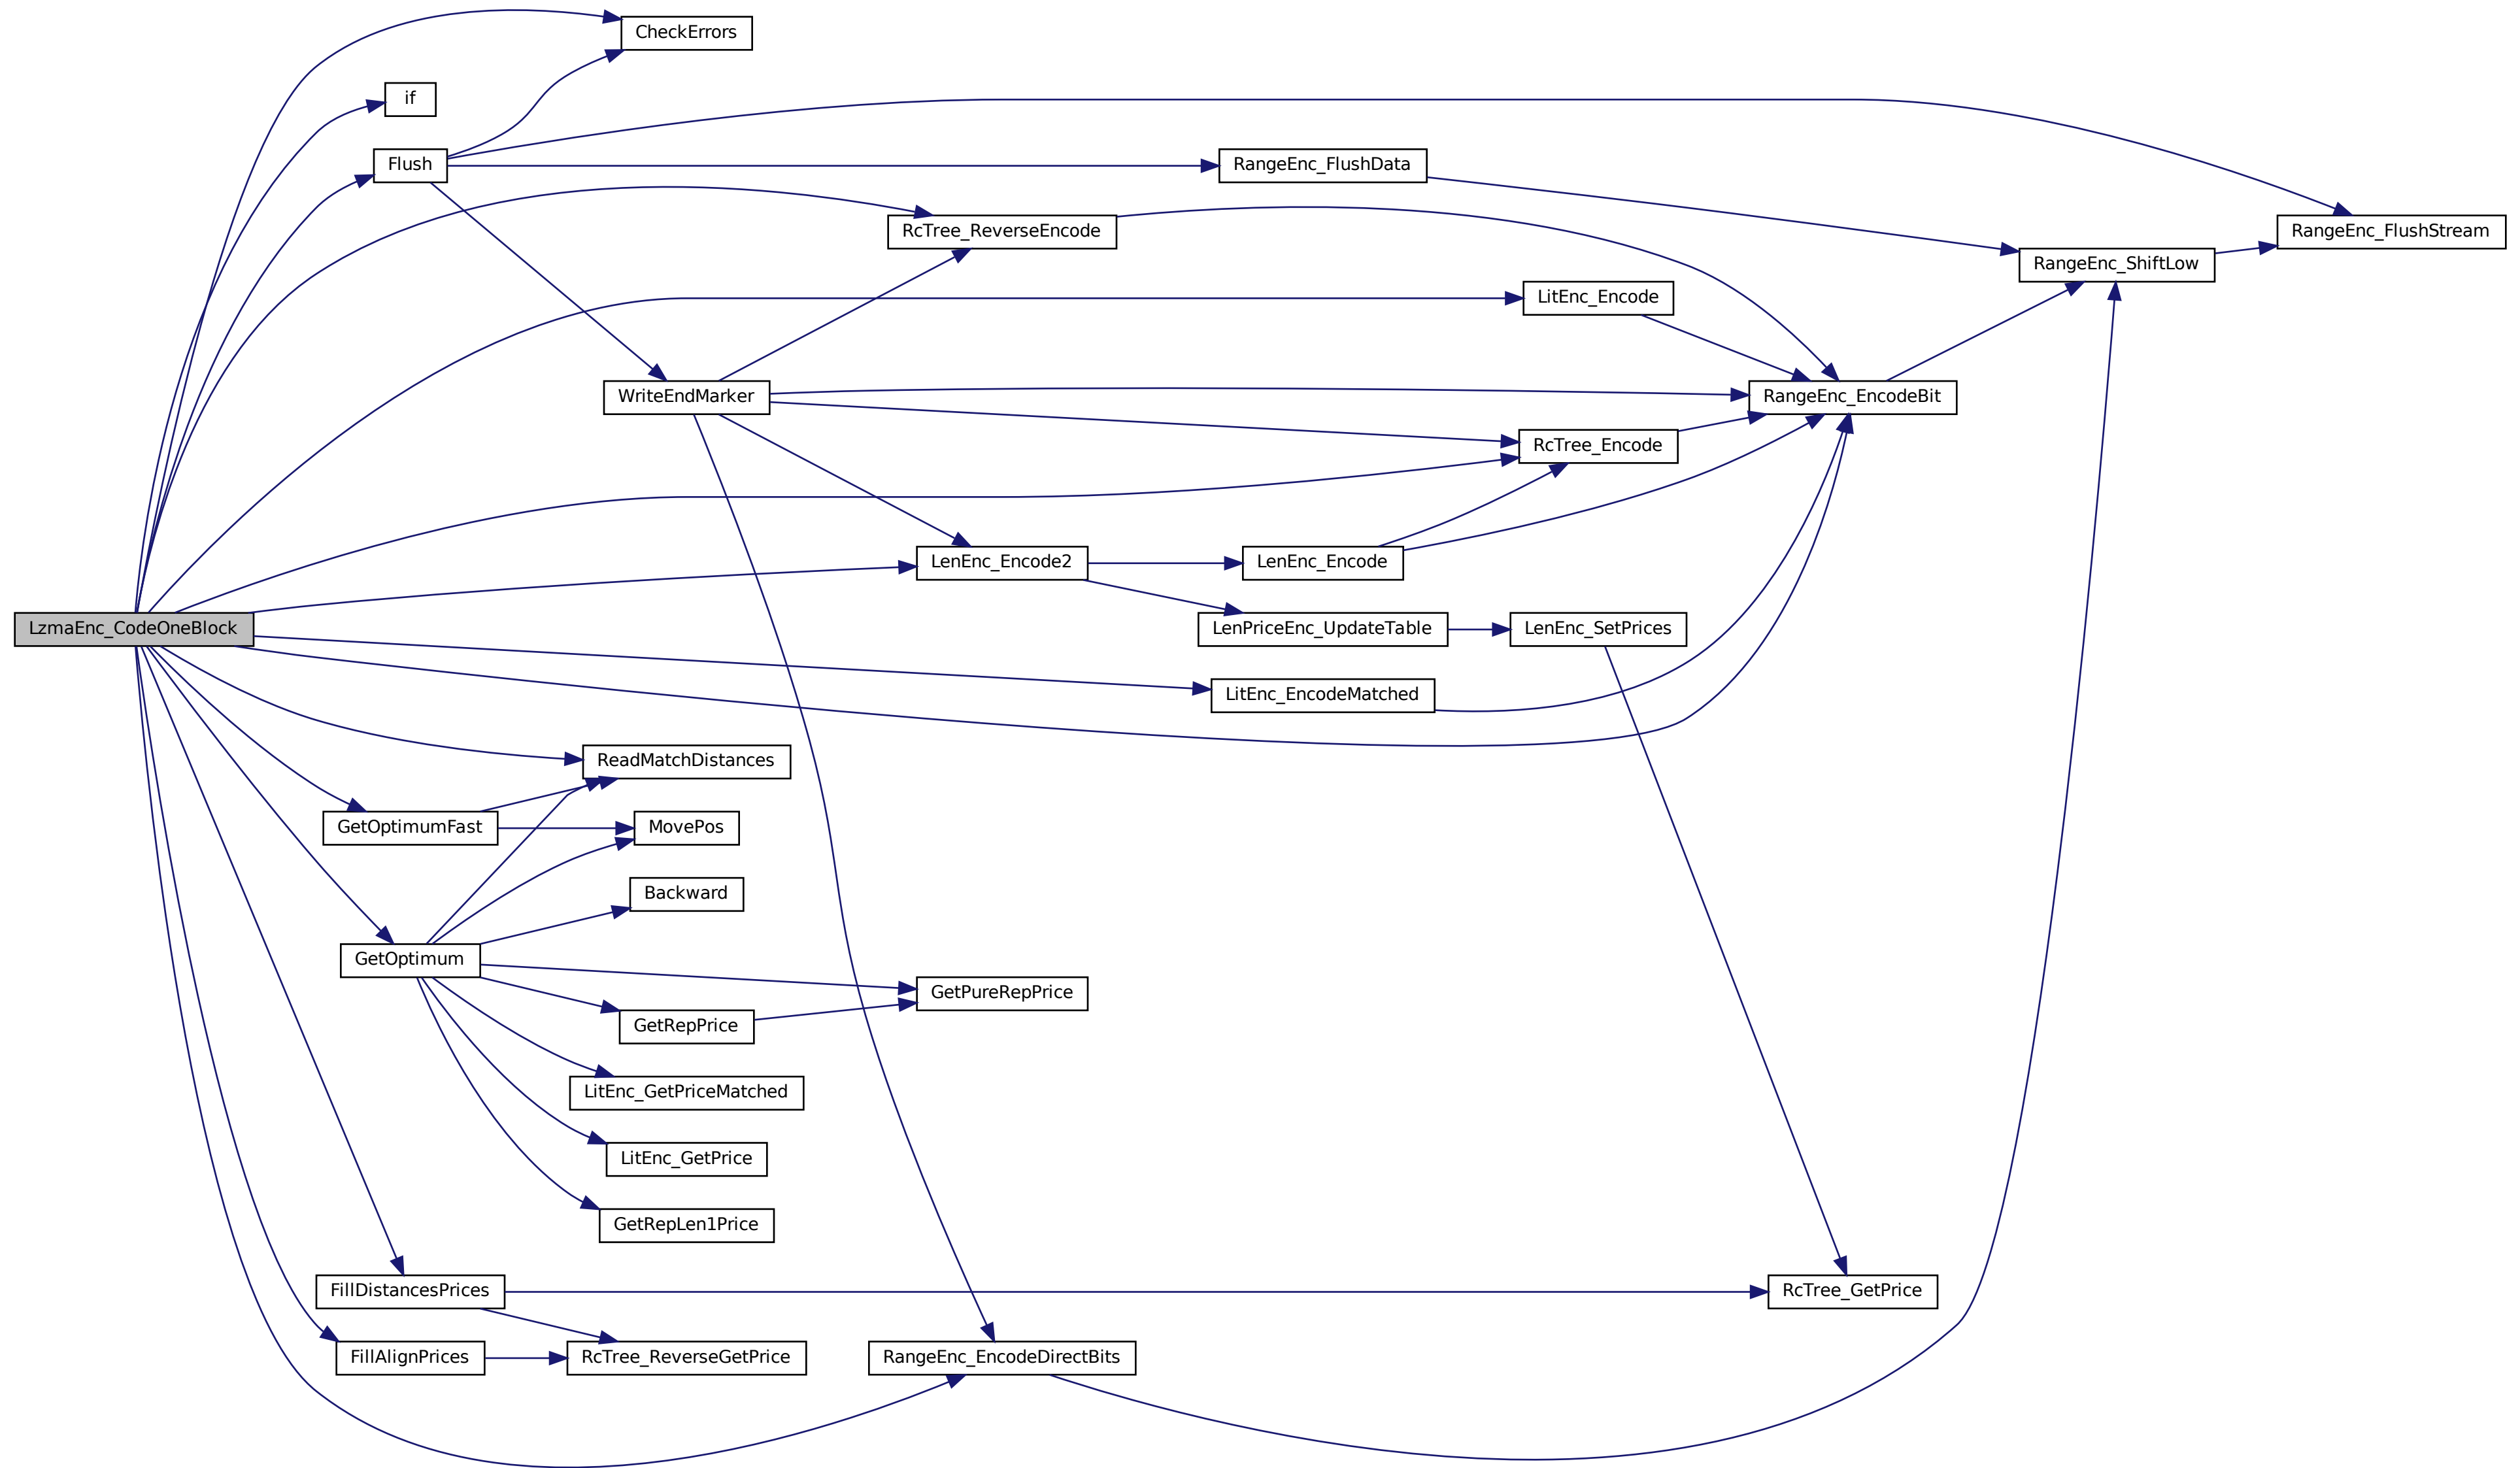 CheckErrors
if
Flush
RangeEnc_FlushData
RcTree_ReverseEncode
RangeEnc_FlushStream
RangeEnc_ShiftLow
LitEnc_Encode
WriteEndMarker
RangeEnc_EncodeBit
RcTree_Encode
LenEnc_Encode2
LenEnc_Encode
LzmaEnc_CodeOneBlock
LenPriceEnc_UpdateTable
LenEnc_SetPrices
LitEnc_EncodeMatched
ReadMatchDistances
GetOptimumFast
MovePos
Backward
GetOptimum
GetPureRepPrice
GetRepPrice
LitEnc_GetPriceMatched
LitEnc_GetPrice
GetRepLen1Price
FillDistancesPrices
RcTree_GetPrice
FillAlignPrices
RcTree_ReverseGetPrice
RangeEnc_EncodeDirectBits